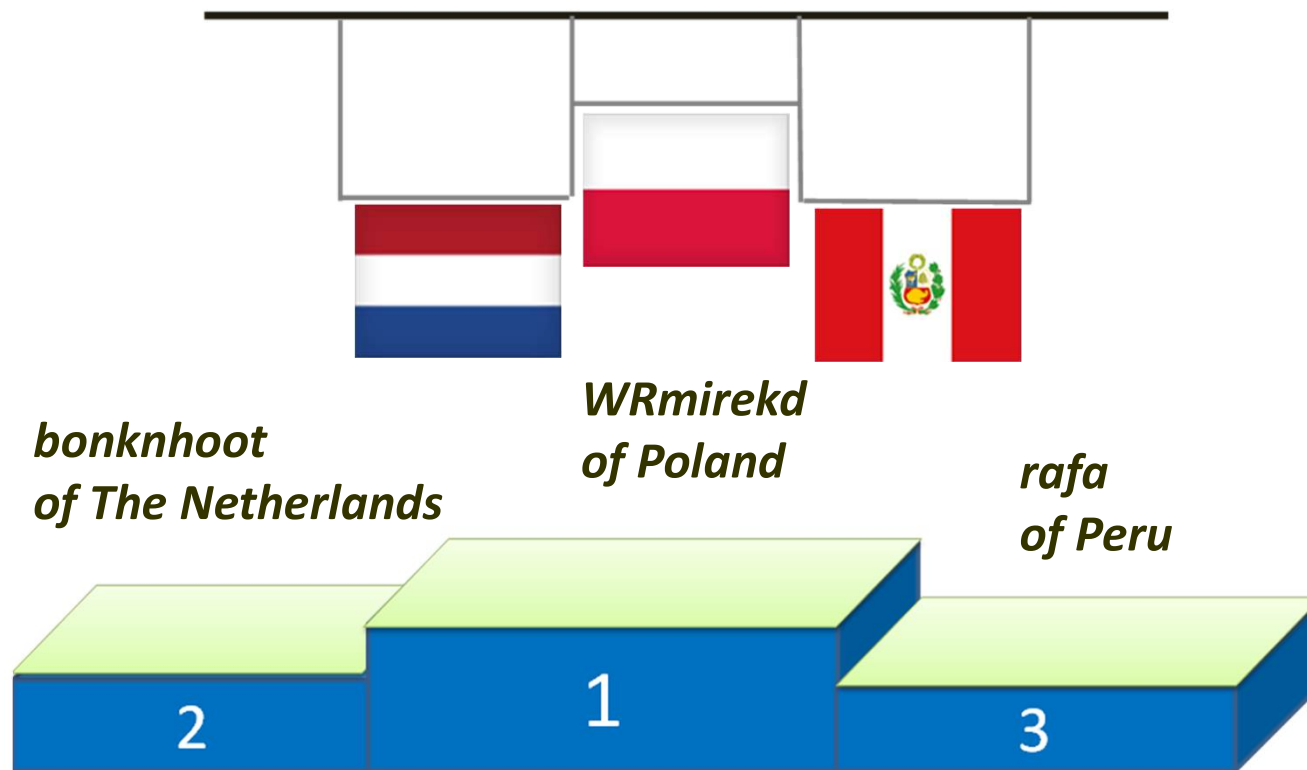 WRmirekd
of Poland
bonknhoot
of The Netherlands
rafa
of Peru
1
2
3